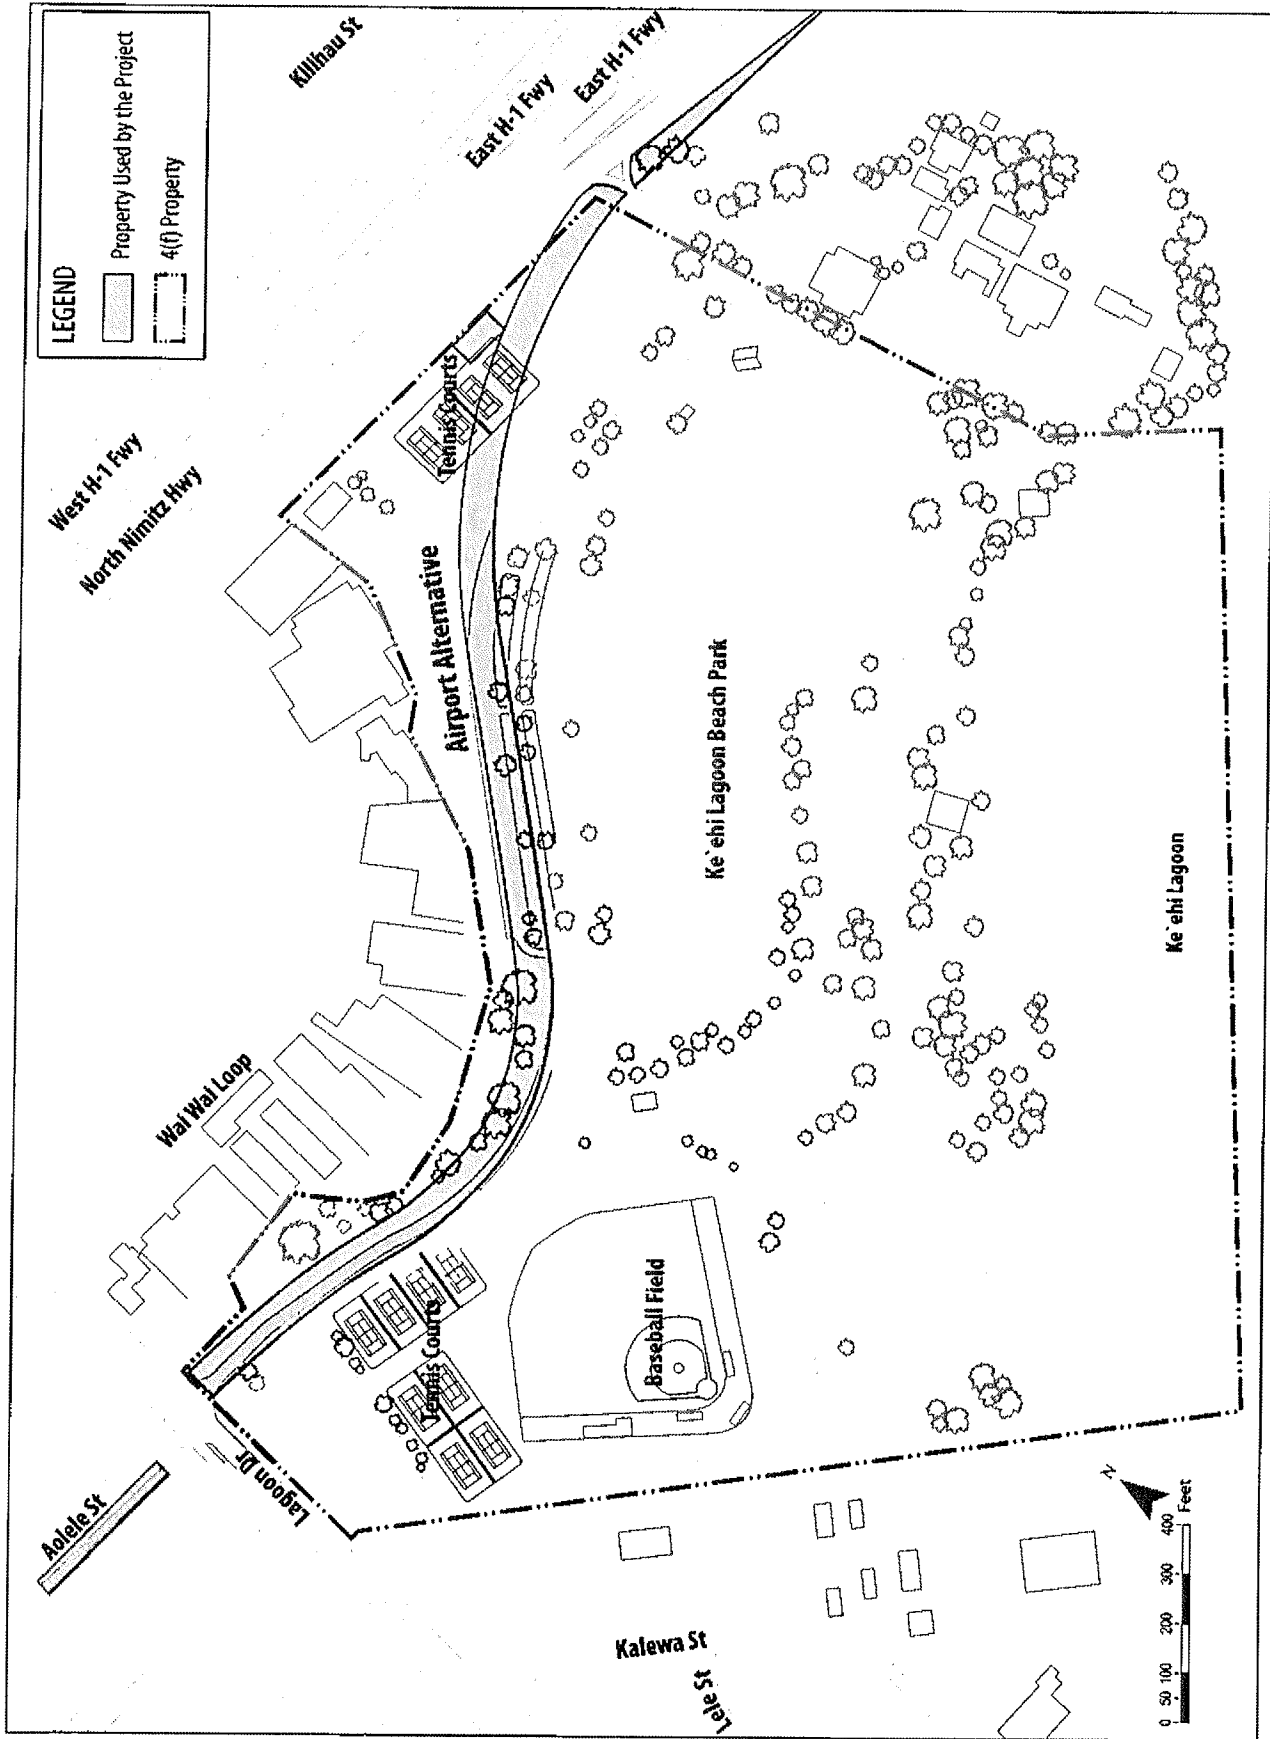 LEGEND
Property Used by the Project
4(f) Property
Kilihau St
East H-1 Fwy
East H-1 Fwy
West H-1 Fwy
North Nimitz Hwy
Tennis Courts
Airport Alternative
Ke`ehi Lagoon Beach Park
Ke`ehi Lagoon
Wai Wai Loop
Tennis Courts
Baseball Field
Aolele St
Lagoon Dr
Kalewa St
Lele St
N
0 50 100 200 300 400
Feet